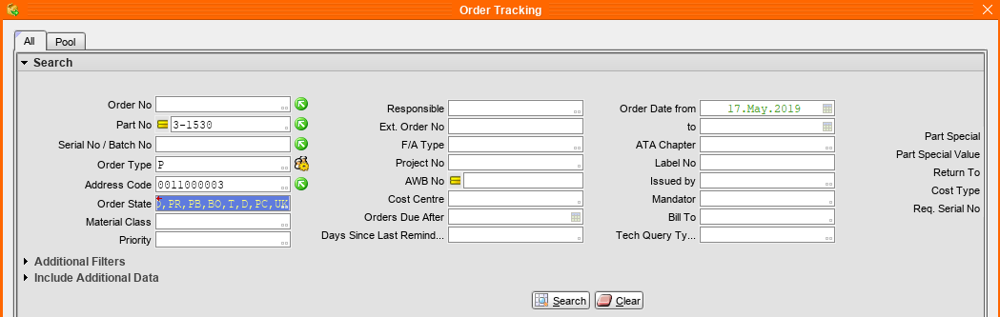 Order Tracking
All
Pool
Search
Order No
Part No 3-1530
Serial No / Batch No
Order Type P
Address Code 0011000003
Order State ,PR,PB,BO,T,D,PC,UK
Material Class
Priority
Responsible
Ext. Order No
F/A Type
Project No
AWB No
Cost Centre
Orders Due After
Days Since Last Remind...
Order Date from 17.May.2019
to
ATA Chapter
Label No
Issued by
Mandator
Bill To
Tech Query Ty...
Part Special
Part Special Value
Return To
Cost Type
Req. Serial No
Additional Filters
Include Additional Data
Search
Clear